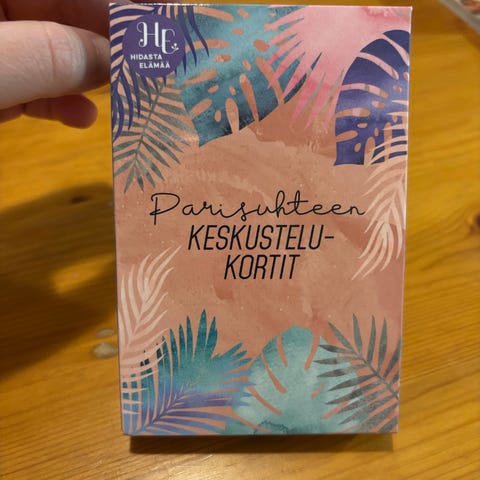 HE
HIDASTA
ELÄMÄÄ
Parisuhteen
KESKUSTELU-
KORTIT